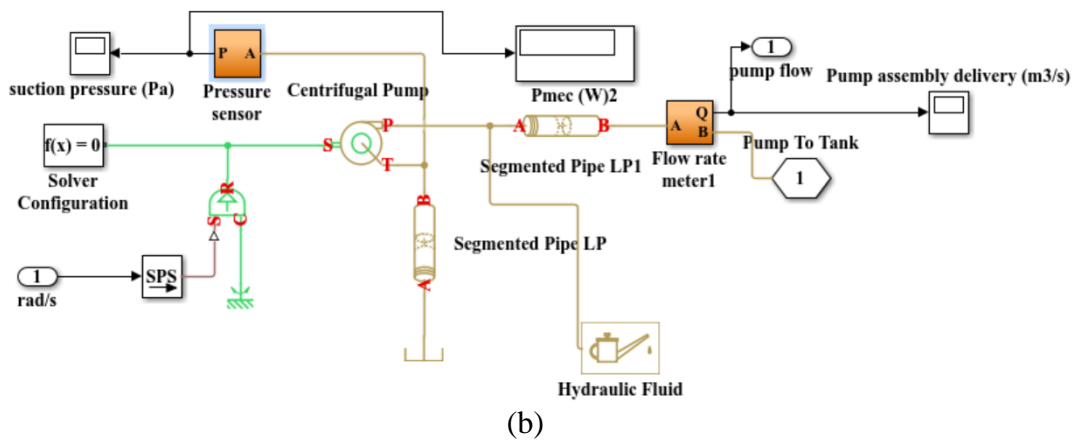 P A
suction pressure (Pa)
Pressure
sensor
Centrifugal Pump
Pmec (W)2
1
pump flow
Pump assembly delivery (m3/s)
f(x) = 0
Solver
Configuration
S
P
T
A
B
Segmented Pipe LP1
A
Q
B
Flow rate
meter1
Pump To Tank
1
R
S
C
B
Segmented Pipe LP
A
1
rad/s
SPS
Hydraulic Fluid
(b)